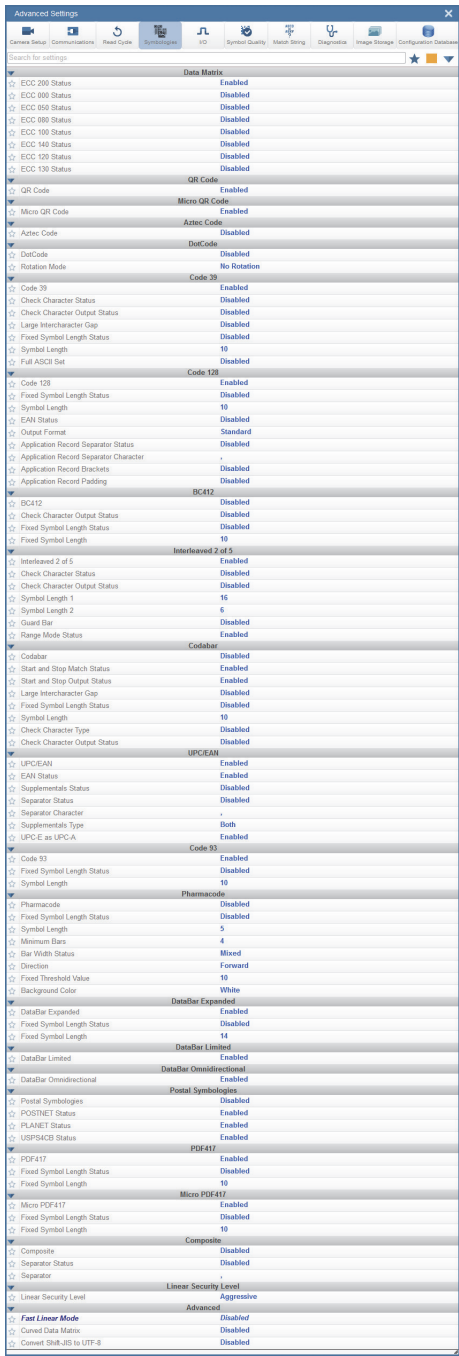 Advanced Settings
Camera Setup Communications Read Cycle Symbologies I/O Symbol Quality Match String Diagnostics Image Storage Configuration Database
Search for settings
Data Matrix
ECC 200 Status Enabled
ECC 000 Status Disabled
ECC 050 Status Disabled
ECC 080 Status Disabled
ECC 100 Status Disabled
ECC 140 Status Disabled
ECC 120 Status Disabled
ECC 130 Status Disabled
QR Code
QR Code Enabled
Micro QR Code
Micro QR Code Enabled
Aztec Code
Aztec Code Disabled
DotCode
DotCode Disabled
Rotation Mode No Rotation
Code 39
Code 39 Enabled
Check Character Status Disabled
Check Character Output Status Disabled
Large Intercharacter Gap Disabled
Fixed Symbol Length Status Disabled
Symbol Length 10
Full ASCII Set Disabled
Code 128
Code 128 Enabled
Fixed Symbol Length Status Disabled
Symbol Length 10
EAN Status Disabled
Output Format Standard
Application Record Separator Status Disabled
Application Record Separator Character ,
Application Record Brackets Disabled
Application Record Padding Disabled
BC412
BC412 Disabled
Check Character Output Status Disabled
Fixed Symbol Length Status Disabled
Fixed Symbol Length 10
Interleaved 2 of 5
Interleaved 2 of 5 Enabled
Check Character Status Disabled
Check Character Output Status Disabled
Symbol Length 1 16
Symbol Length 2 6
Guard Bar Disabled
Range Mode Status Enabled
Codabar
Codabar Disabled
Start and Stop Match Status Enabled
Start and Stop Output Status Enabled
Large Intercharacter Gap Disabled
Fixed Symbol Length Status Disabled
Symbol Length 10
Check Character Type Disabled
Check Character Output Status Disabled
UPC/EAN
UPC/EAN Enabled
EAN Status Enabled
Supplementals Status Disabled
Separator Status Disabled
Separator Character ,
Supplementals Type Both
UPC-E as UPC-A Enabled
Code 93
Code 93 Enabled
Fixed Symbol Length Status Disabled
Symbol Length 10
Pharmacode
Pharmacode Disabled
Fixed Symbol Length Status Disabled
Symbol Length 5
Minimum Bars 4
Bar Width Status Mixed
Direction Forward
Fixed Threshold Value 10
Background Color White
DataBar Expanded
DataBar Expanded Enabled
Fixed Symbol Length Status Disabled
Fixed Symbol Length 14
DataBar Limited
DataBar Limited Enabled
DataBar Omnidirectional
DataBar Omnidirectional Enabled
Postal Symbologies
Postal Symbologies Disabled
POSTNET Status Enabled
PLANET Status Enabled
USPS4CB Status Enabled
PDF417
PDF417 Enabled
Fixed Symbol Length Status Disabled
Fixed Symbol Length 10
Micro PDF417
Micro PDF417 Enabled
Fixed Symbol Length Status Disabled
Fixed Symbol Length 10
Composite
Composite Disabled
Separator Status Disabled
Separator ,
Linear Security Level
Linear Security Level Aggressive
Advanced
Fast Linear Mode Disabled
Curved Data Matrix Disabled
Convert Shift-JIS to UTF-8 Disabled